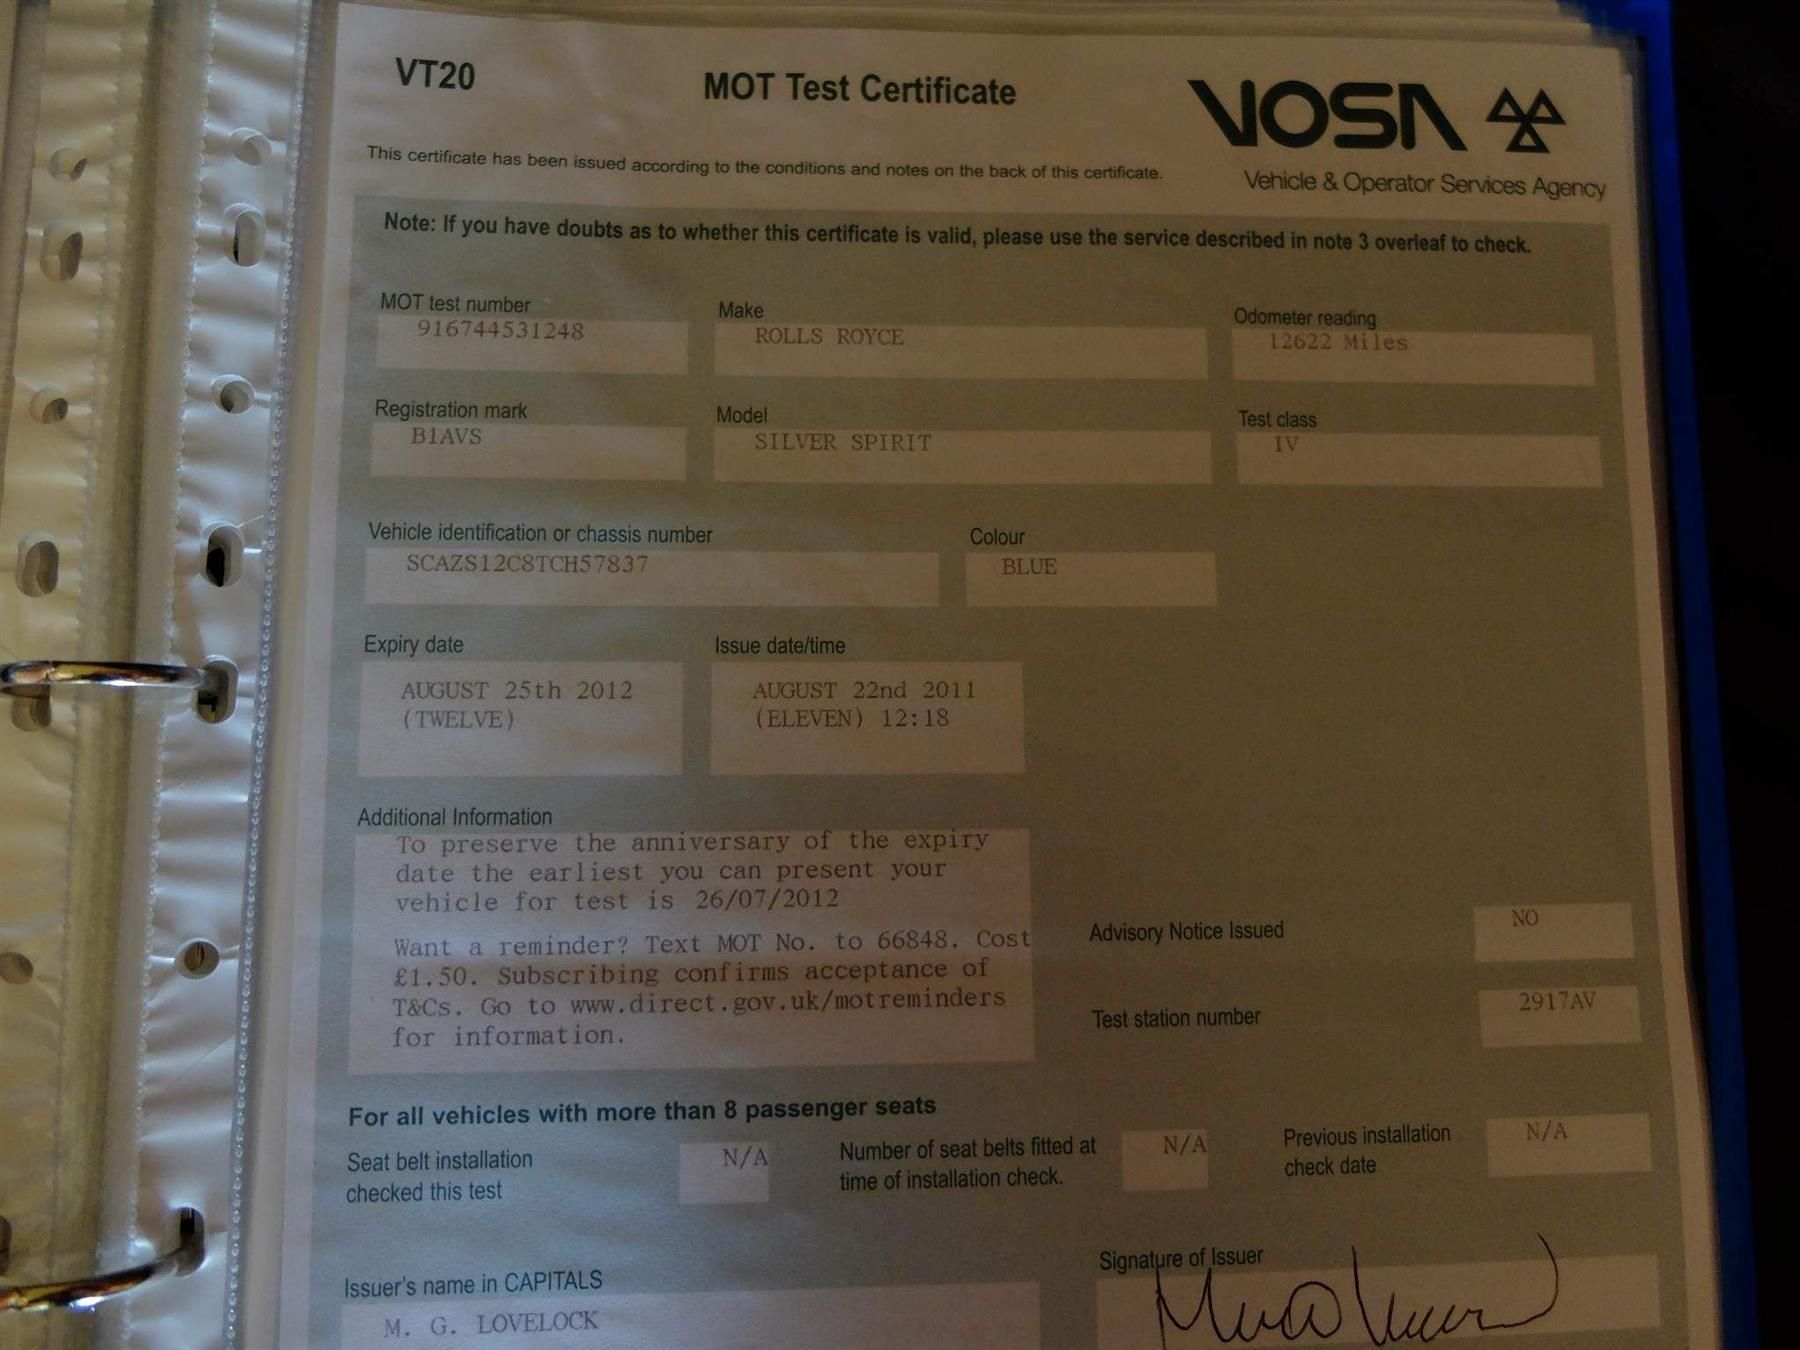 VT20
MOT Test Certificate
VOSA
Vehicle & Operator Services Agency
This certificate has been issued according to the conditions and notes on the back of this certificate.
Note: If you have doubts as to whether this certificate is valid, please use the service described in note 3 overleaf to check.
MOT test number
916744531248
Make
ROLLS ROYCE
Odometer reading
12622 Miles
Registration mark
B1AVS
Model
SILVER SPIRIT
Test class
IV
Vehicle identification or chassis number
SCAZS12C8TCH57837
Colour
BLUE
Expiry date
AUGUST 25th 2012
(TWELVE)
Issue date/time
AUGUST 22nd 2011
(ELEVEN) 12:18
Additional Information
To preserve the anniversary of the expiry
date the earliest you can present your
vehicle for test is 26/07/2012
Want a reminder? Text MOT No. to 66848. Cost
£1.50. Subscribing confirms acceptance of
T&Cs. Go to www.direct.gov.uk/motreminders
for information.
Advisory Notice Issued
NO
Test station number
2917AV
For all vehicles with more than 8 passenger seats
Seat belt installation
checked this test
N/A
Number of seat belts fitted at
time of installation check.
N/A
Previous installation
check date
N/A
Issuer's name in CAPITALS
M. G. LOVELOCK
Signature of Issuer